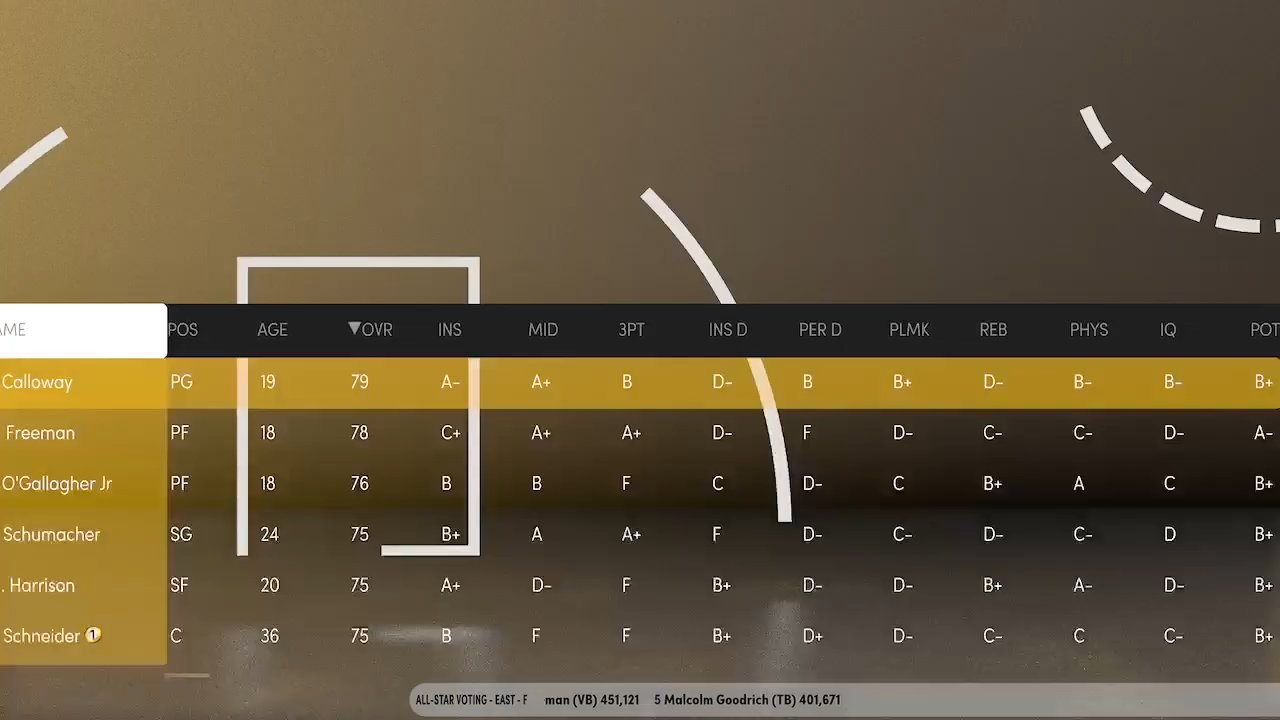 AME POS AGE ▼OVR INS MID 3PT INS D PER D PLMK REB PHYS IQ POT
Calloway PG 19 79 A- A+ B D- B B+ D- B- B- B+
Freeman PF 18 78 C+ A+ A+ D- F D- C- C- D- A-
O'Gallagher Jr PF 18 76 B B F C D- C B+ A C B+
Schumacher SG 24 75 B+ A A+ F D- C- D- C- D B+
. Harrison SF 20 75 A+ D- F B+ D- D- B+ A- D- B+
Schneider 1 C 36 75 B F F B+ D+ D- C- C C- B+
ALL-STAR VOTING - EAST - F man (VB) 451,121 5 Malcolm Goodrich (TB) 401,671